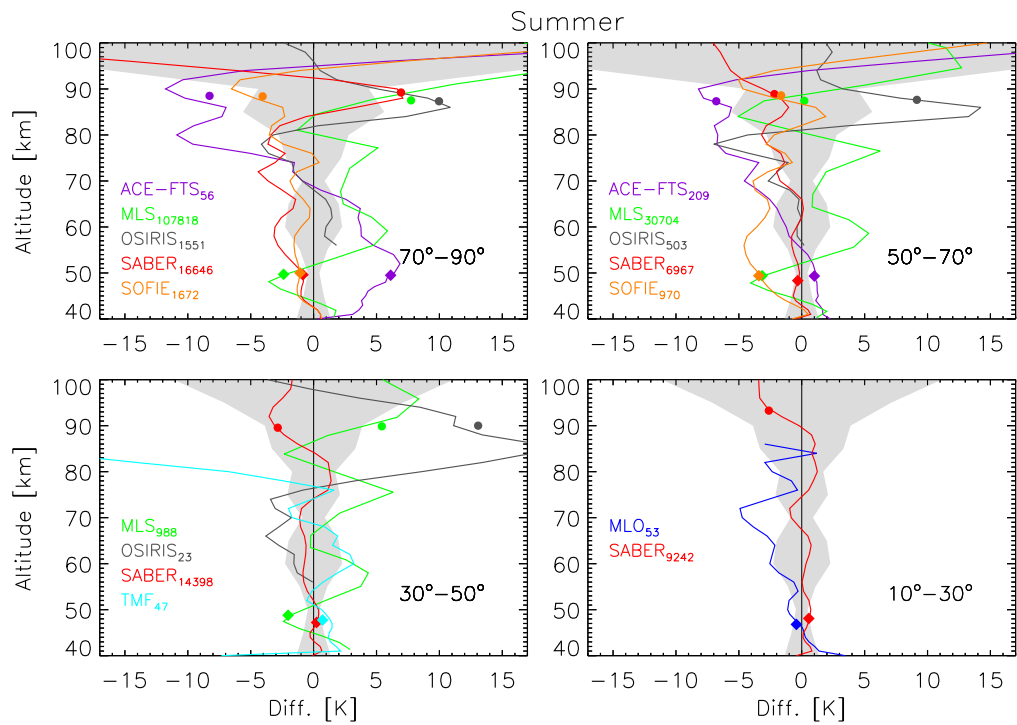 Summer
Altitude [km]
100
90
80
70
60
50
40
ACE-FTS56
MLS107818
OSIRIS1551
SABER16646
SOFIE1672
70°-90°
-15 -10 -5 0 5 10 15
100
90
80
70
60
50
40
ACE-FTS209
MLS30704
OSIRIS503
SABER6967
SOFIE970
50°-70°
-15 -10 -5 0 5 10 15
Altitude [km]
100
90
80
70
60
50
40
MLS988
OSIRIS23
SABER14398
TMF47
30°-50°
-15 -10 -5 0 5 10 15
Diff. [K]
100
90
80
70
60
50
40
MLO53
SABER9242
10°-30°
-15 -10 -5 0 5 10 15
Diff. [K]